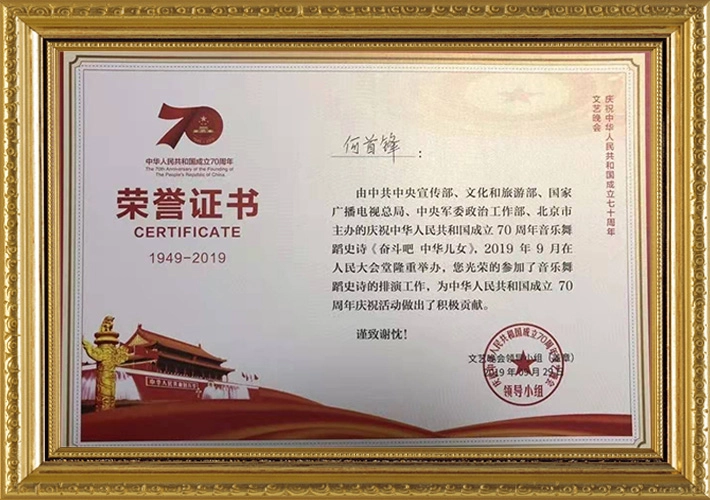 70
中华人民共和国成立70周年
The 70th Anniversary of the Founding of
The People's Republic of China
荣誉证书
CERTIFICATE
1949-2019
庆祝中华人民共和国成立七十周年
文艺晚会
何首锋:
由中共中央宣传部、文化和旅游部、国家
广播电视总局、中央军委政治工作部、北京市
主办的庆祝中华人民共和国成立 70 周年音乐舞
蹈史诗《奋斗吧 中华儿女》, 2019 年 9 月在
人民大会堂隆重举办,您光荣的参加了音乐舞
蹈史诗的排演工作,为中华人民共和国成立 70
周年庆祝活动做出了积极贡献。
谨致谢忱!
文艺晚会领导小组(盖章)
2019 年 09 月 29 日
领导小组